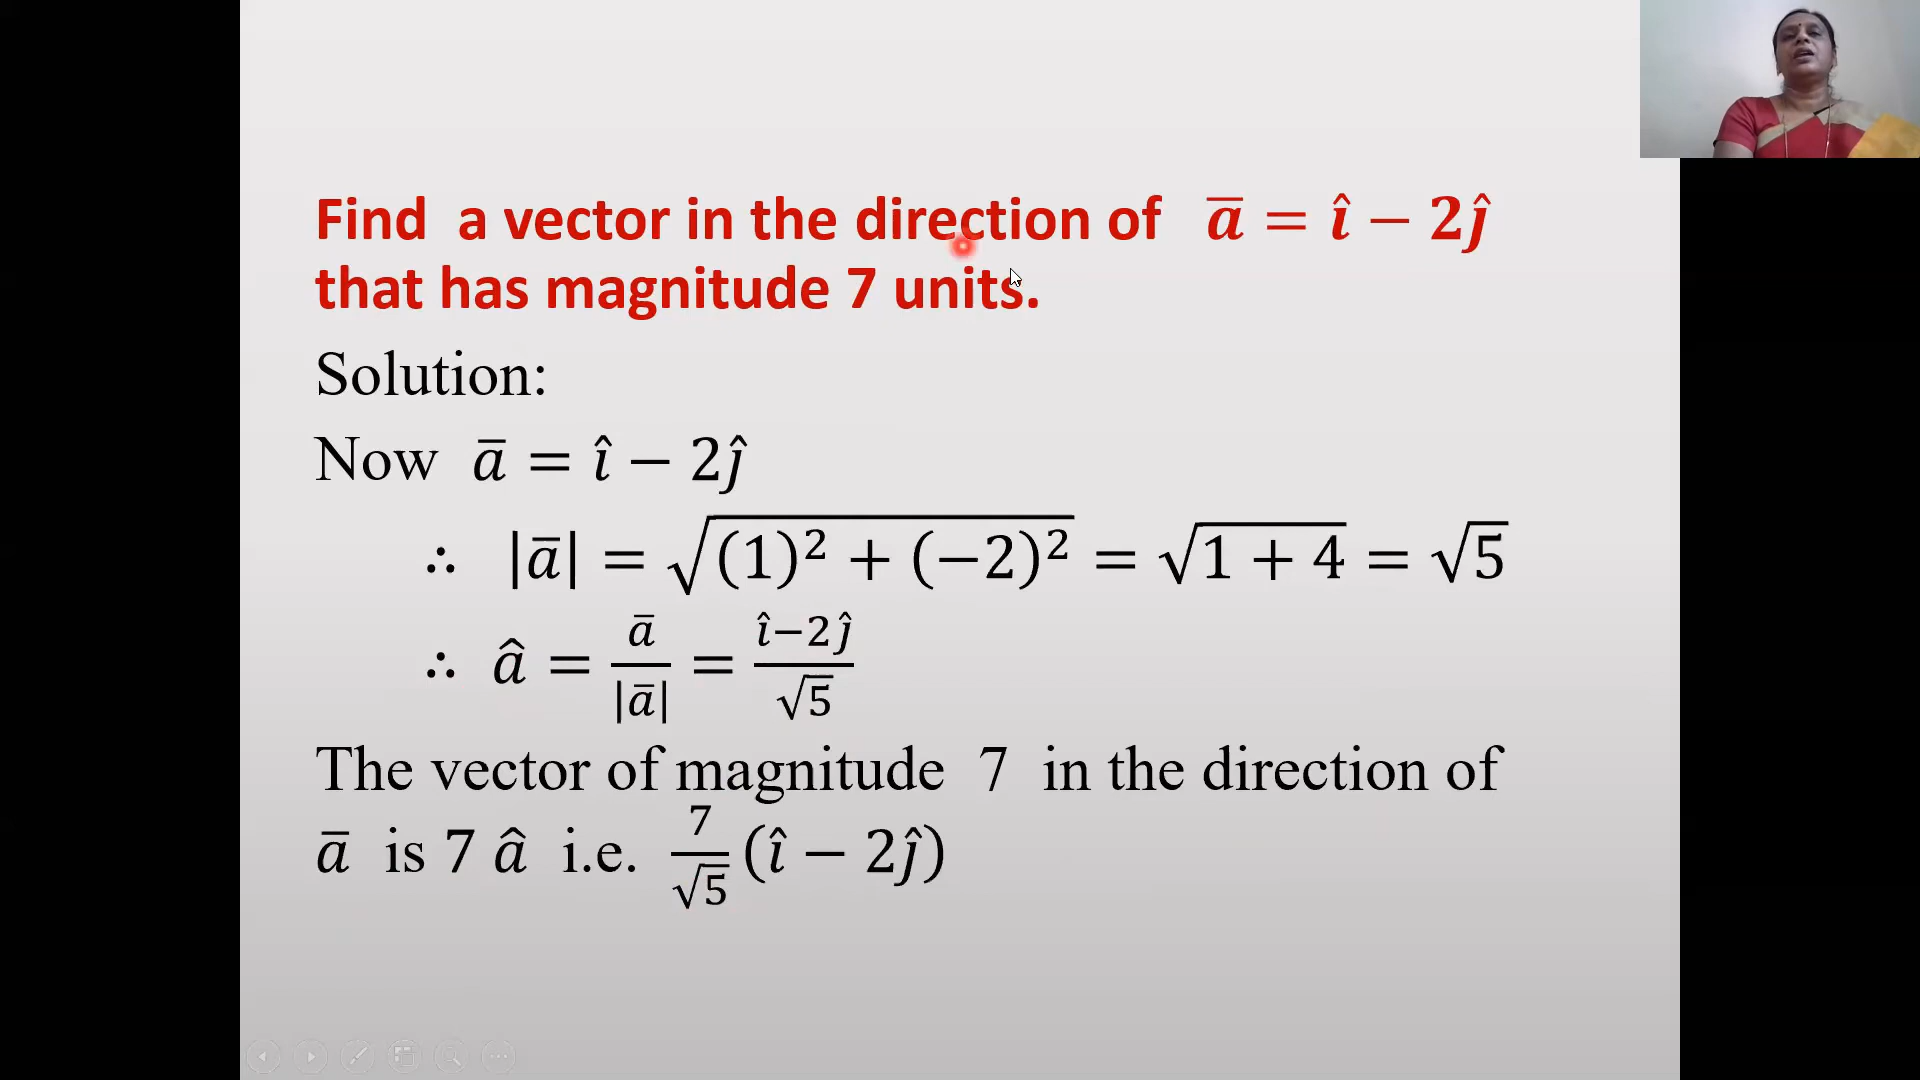 Find a vector in the direction of a̅ = î − 2ĵ
that has magnitude 7 units.
Solution:
Now a̅ = î − 2ĵ
∴ |a̅| = √((1)² + (−2)²) = √(1 + 4) = √5
∴ â = a̅/|a̅| = (î−2ĵ)/√5
The vector of magnitude 7 in the direction of
a̅ is 7 â i.e. 7/√5 (î − 2ĵ)